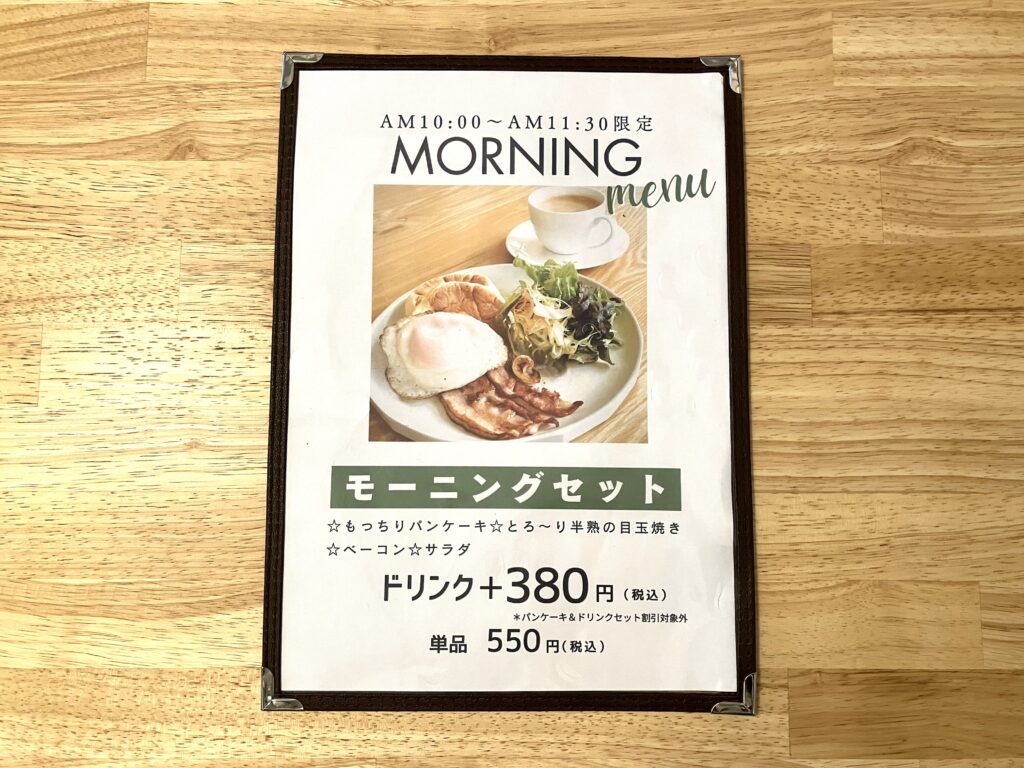 AM10:00〜AM11:30限定
MORNING
menu
モーニングセット
☆もっちりパンケーキ☆とろ〜り半熟の目玉焼き
☆ベーコン☆サラダ
ドリンク+380円(税込)
*パンケーキ&ドリンクセット割引対象外
単品 550円(税込)